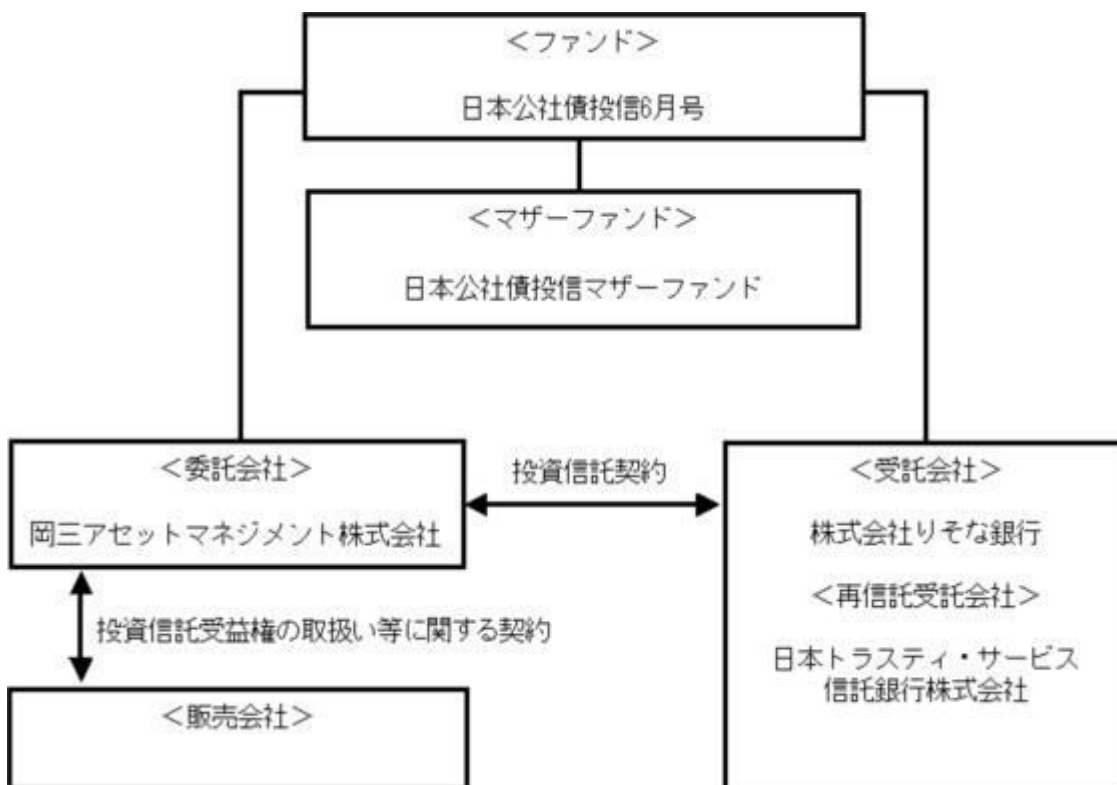 ＜ファンド＞
日本公社債投信6月号
＜マザーファンド＞
日本公社債投信マザーファンド
＜委託会社＞
岡三アセットマネジメント株式会社
投資信託契約
＜受託会社＞
株式会社りそな銀行
＜再信託受託会社＞
日本トラスティ・サービス
信託銀行株式会社
投資信託受益権の取扱い等に関する契約
＜販売会社＞